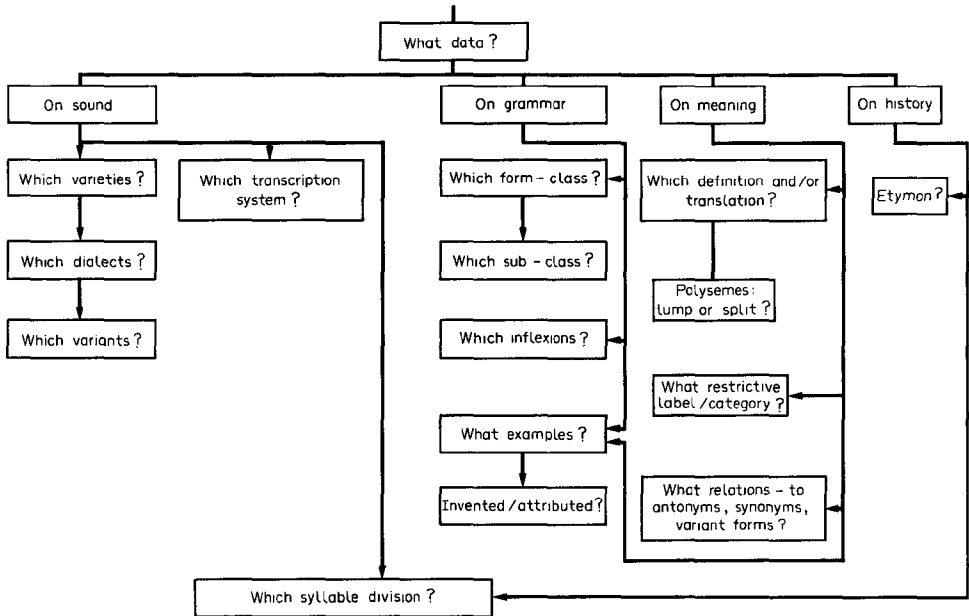 What data?
On sound
On grammar
On meaning
On history
Which varieties?
Which transcription
system?
Which form-class?
Which definition and/or
translation?
Etymon?
Which dialects?
Which sub-class?
Polysemes:
lump or split?
Which variants?
Which inflexions?
What restrictive
label/category?
What examples?
Invented/attributed?
What relations - to
antonyms, synonyms,
variant forms?
Which syllable division?